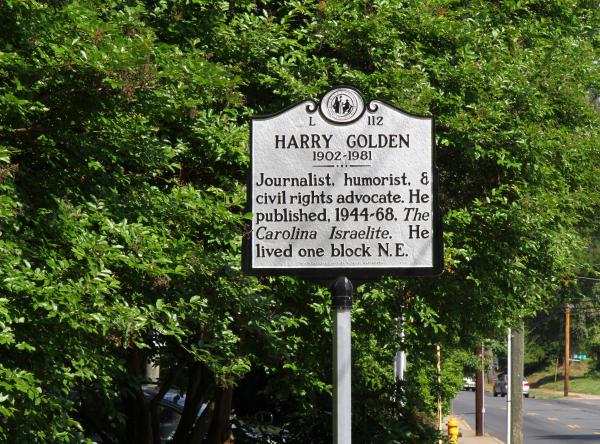 L 112
HARRY GOLDEN
1902-1981
Journalist, humorist, &
civil rights advocate. He
published, 1944-68, The
Carolina Israelite. He
lived one block N.E.